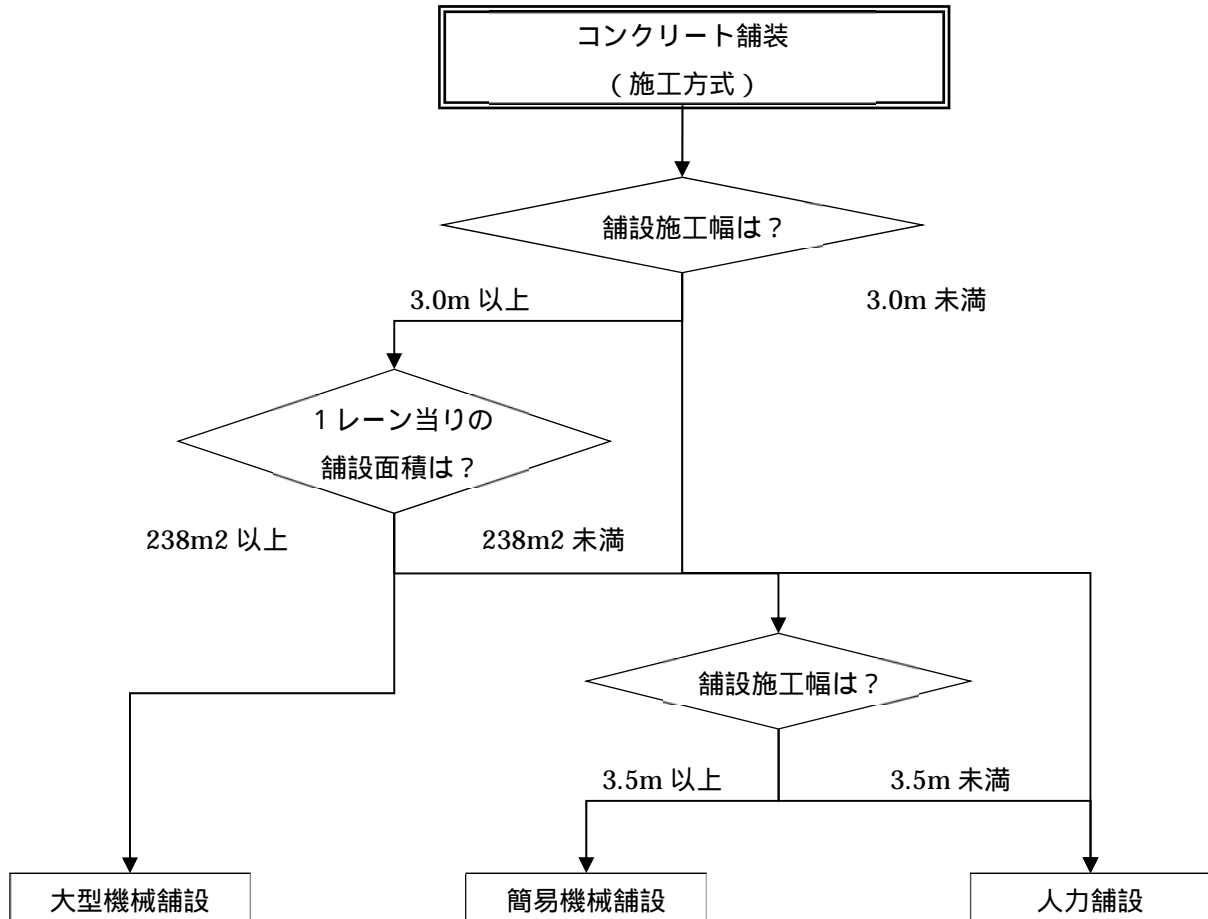 コンクリート舗装
（施工方式）
舗設施工幅は？
3.0m 以上
3.0m 未満
1 レーン当りの
舗設面積は？
238m2 以上
238m2 未満
舗設施工幅は？
3.5m 以上
3.5m 未満
大型機械舗設
簡易機械舗設
人力舗設